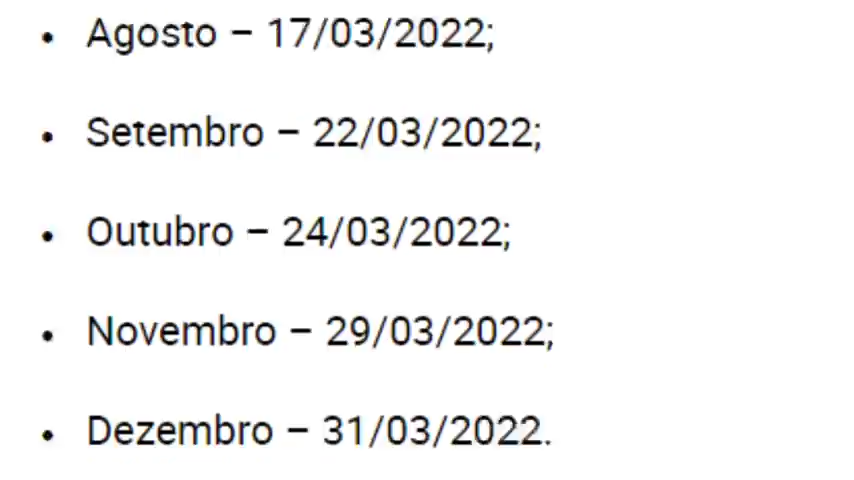 • Agosto – 17/03/2022;
• Setembro – 22/03/2022;
• Outubro – 24/03/2022;
• Novembro – 29/03/2022;
• Dezembro – 31/03/2022.